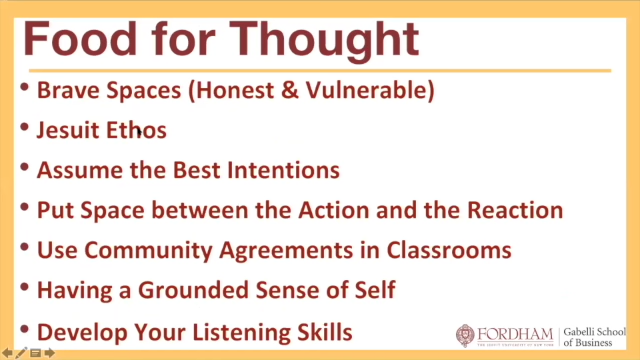 Food for Thought
• Brave Spaces (Honest & Vulnerable)
• Jesuit Ethos
• Assume the Best Intentions
• Put Space between the Action and the Reaction
• Use Community Agreements in Classrooms
• Having a Grounded Sense of Self
• Develop Your Listening Skills
FORDHAM
THE JESUIT UNIVERSITY OF NEW YORK
Gabelli School
of Business